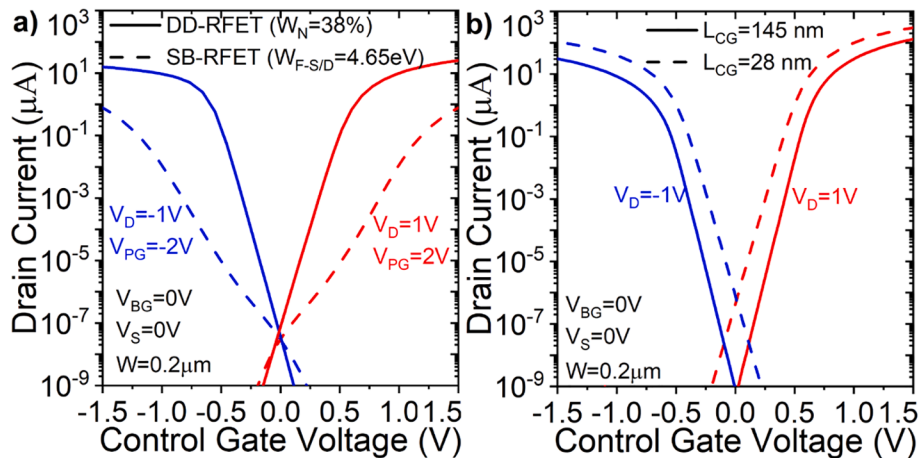 a)
DD-RFET (W_N=38%)
SB-RFET (W_F-S/D=4.65eV)
Drain Current (µA)
10³
10¹
10⁻¹
10⁻³
10⁻⁵
10⁻⁷
10⁻⁹
V_D=-1V
V_PG=-2V
V_D=1V
V_PG=2V
V_BG=0V
V_S=0V
W=0.2µm
-1.5 -1.0 -0.5 0.0 0.5 1.0 1.5
Control Gate Voltage (V)
b)
L_CG=145 nm
L_CG=28 nm
Drain Current (µA)
10³
10¹
10⁻¹
10⁻³
10⁻⁵
10⁻⁷
10⁻⁹
V_D=-1V
V_D=1V
V_BG=0V
V_S=0V
W=0.2µm
-1.5 -1.0 -0.5 0.0 0.5 1.0 1.5
Control Gate Voltage (V)